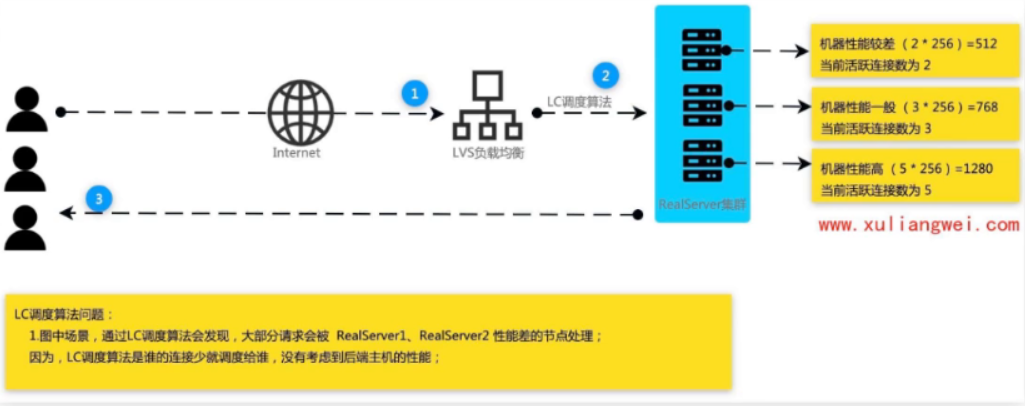 机器性能较差 （2 * 256）=512
当前活跃连接数为 2
1
2
LC调度算法
机器性能一般 （3 * 256）=768
当前活跃连接数为 3
Internet
LVS负载均衡
机器性能高 （5 * 256）=1280
当前活跃连接数为 5
3
RealServer集群
www.xuliangwei.com
LC调度算法问题：
1.图中场景，通过LC调度算法会发现，大部分请求会被 RealServer1、RealServer2 性能差的节点处理；
因为，LC调度算法是谁的连接少就调度给谁，没有考虑到后端主机的性能；